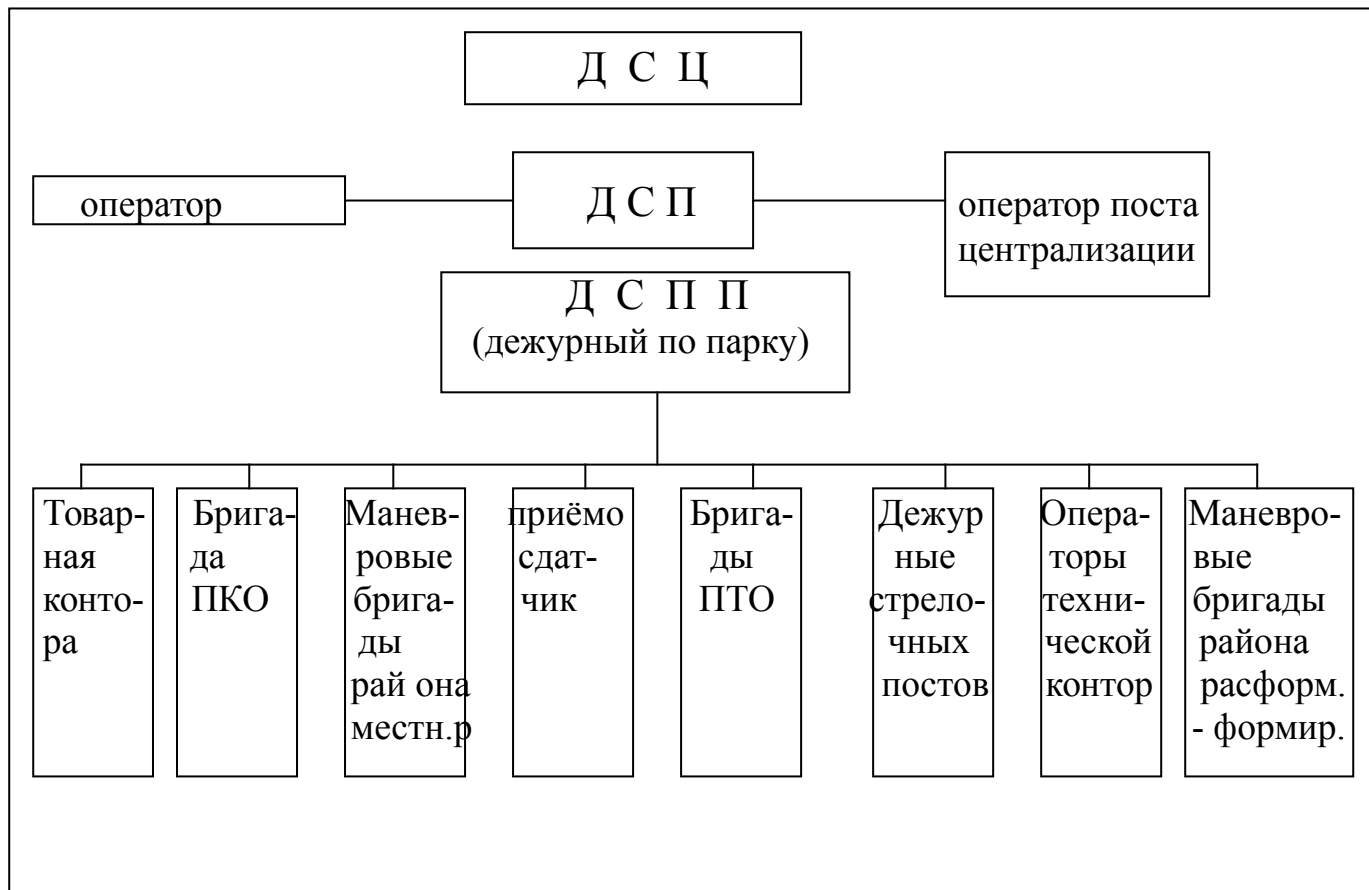 Д С Ц
оператор
Д С П
оператор поста
централизации
Д С П П
(дежурный по парку)
Товар-
ная
конто-
ра
Брига-
да
ПКО
Манев-
ровые
брига-
ды
рай она
местн.р
приёмо
сдат-
чик
Брига-
ды
ПТО
Дежур
ные
стрело-
чных
постов
Опера-
торы
техни-
ческой
контор
Маневро-
вые
бригады
района
расформ.
- формир.